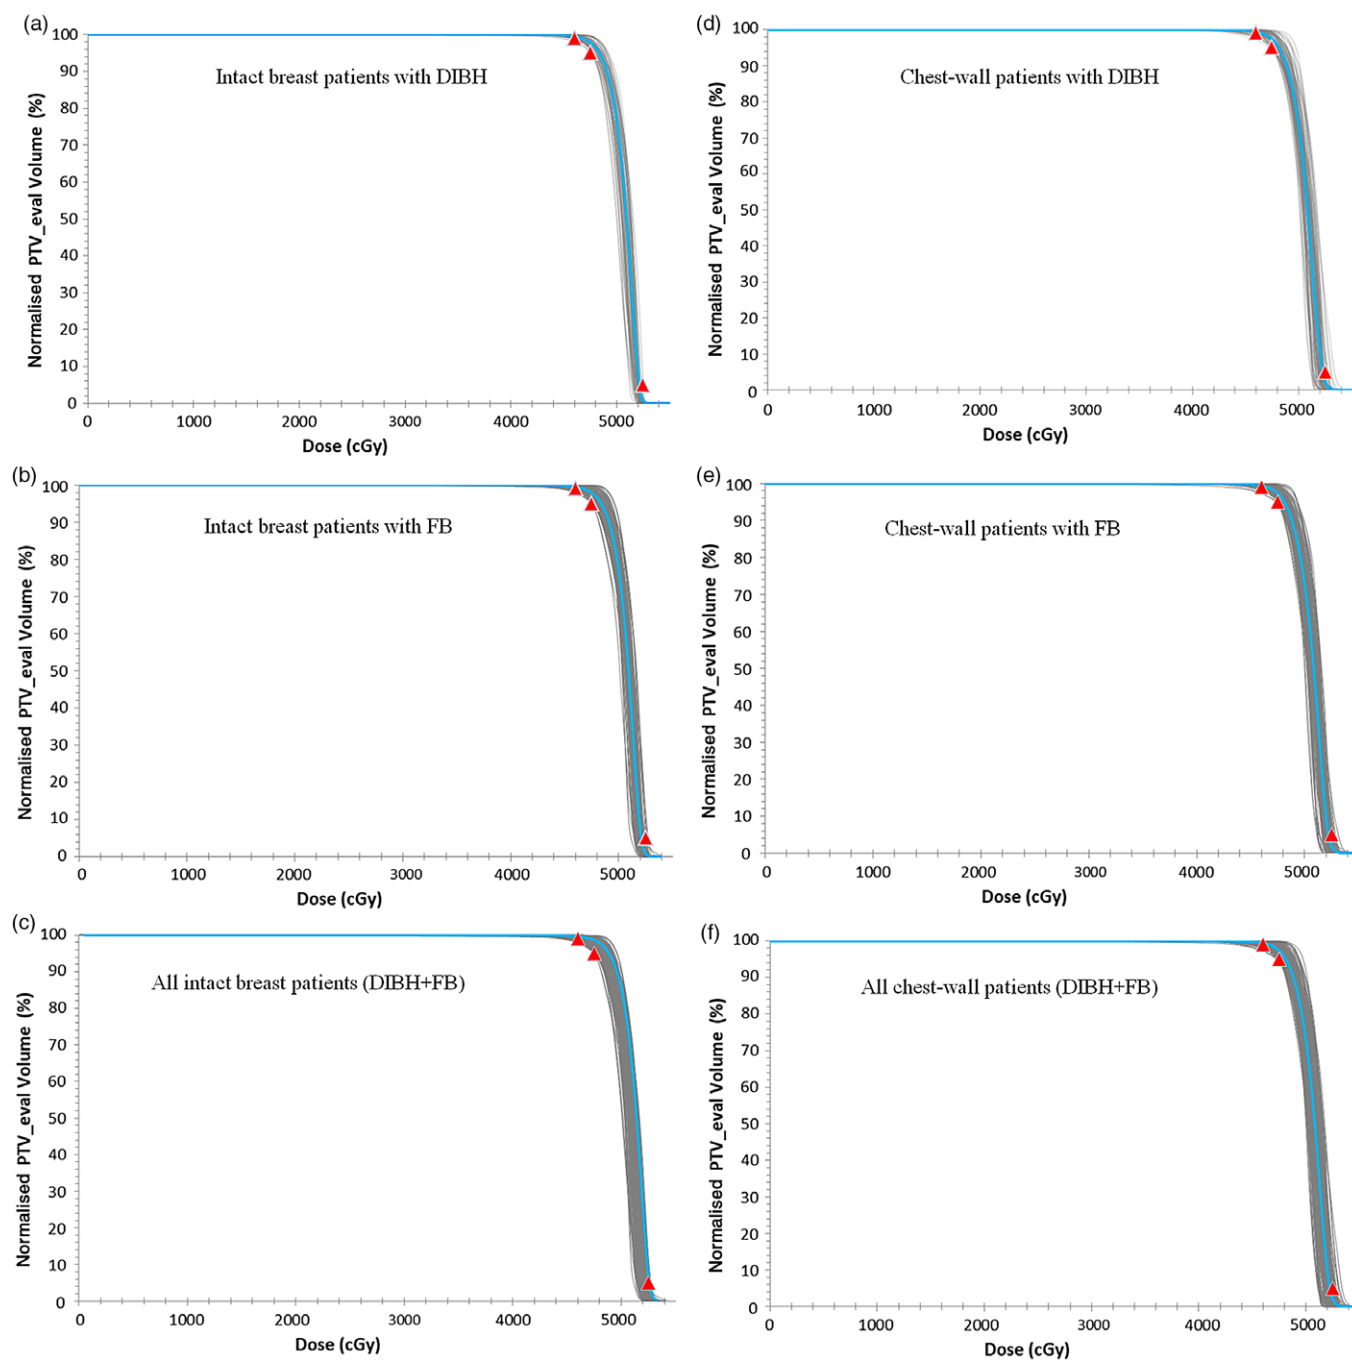 (a)
Normalised PTV_eval Volume (%)
100
90
80
70
60
50
40
30
20
10
0
Intact breast patients with DIBH
0 1000 2000 3000 4000 5000
Dose (cGy)
(d)
Normalised PTV_eval Volume (%)
100
90
80
70
60
50
40
30
20
10
0
Chest-wall patients with DIBH
0 1000 2000 3000 4000 5000
Dose (cGy)
(b)
Normalised PTV_eval Volume (%)
100
90
80
70
60
50
40
30
20
10
0
Intact breast patients with FB
0 1000 2000 3000 4000 5000
Dose (cGy)
(e)
Normalised PTV_eval Volume (%)
100
90
80
70
60
50
40
30
20
10
0
Chest-wall patients with FB
0 1000 2000 3000 4000 5000
Dose (cGy)
(c)
Normalised PTV_eval Volume (%)
100
90
80
70
60
50
40
30
20
10
0
All intact breast patients (DIBH+FB)
0 1000 2000 3000 4000 5000
Dose (cGy)
(f)
Normalised PTV_eval Volume (%)
100
90
80
70
60
50
40
30
20
10
0
All chest-wall patients (DIBH+FB)
0 1000 2000 3000 4000 5000
Dose (cGy)